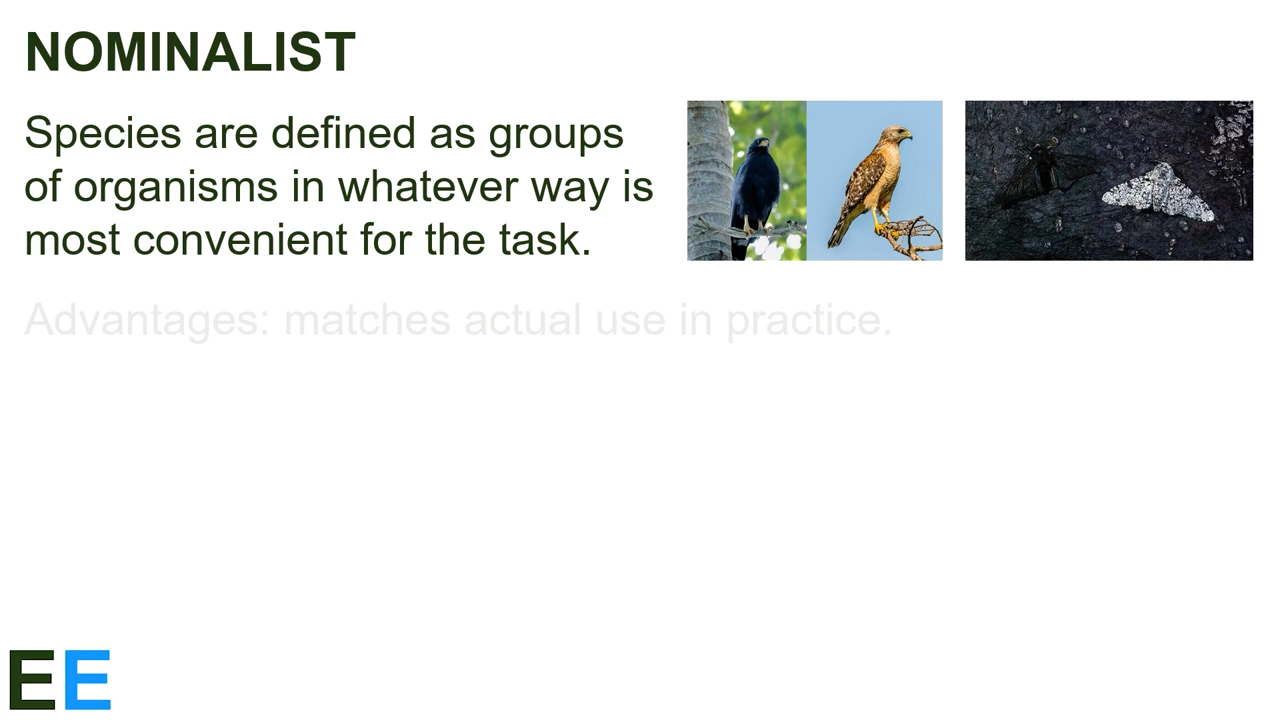 NOMINALIST
Species are defined as groups
of organisms in whatever way is
most convenient for the task.
Advantages: matches actual use in practice.
EE